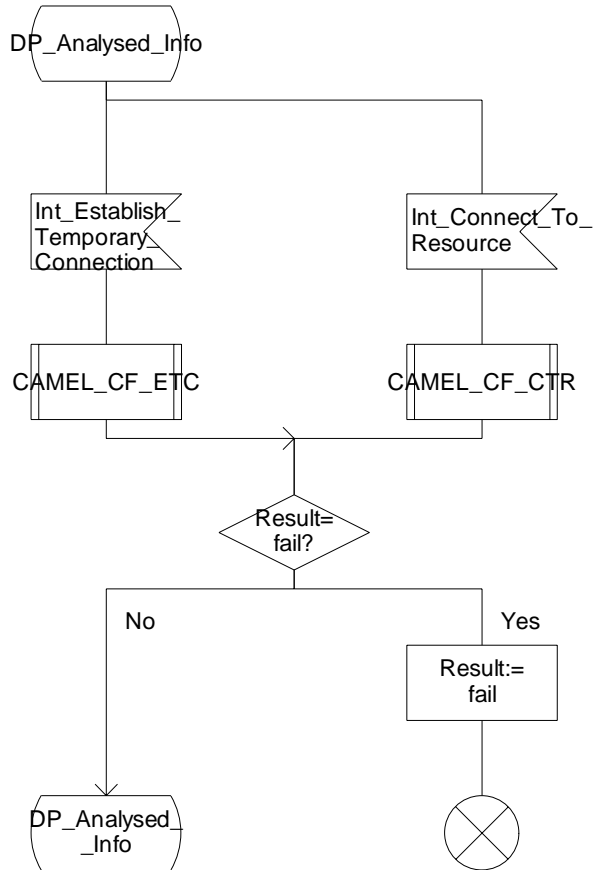 DP_Analysed_Info
Int_Establish_
Temporary_
Connection
Int_Connect_To_
Resource
CAMEL_CF_ETC
CAMEL_CF_CTR
Result=
fail?
No
Yes
Result:=
fail
DP_Analysed_
_Info